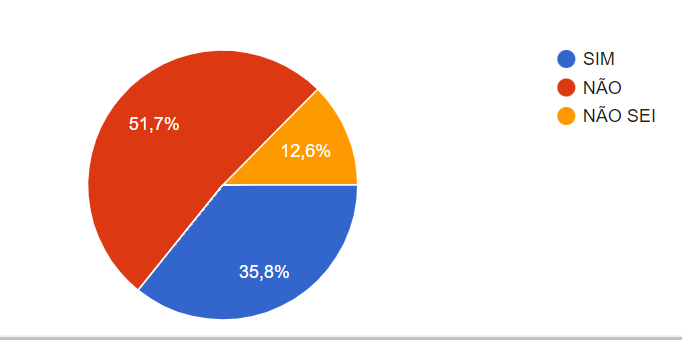 SIM
NÃO
NÃO SEI
51,7%
12,6%
35,8%